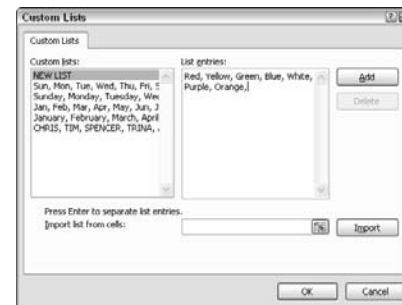 Custom Lists
Custom Lists
Custom lists:
NEW LIST
Sun, Mon, Tue, Wed, Thu, Fri, S
Sunday, Monday, Tuesday, Wed
Jan, Feb, Mar, Apr, May, Jun, J
January, February, March, April
CHRIS, TIM, SPENCER, TRINA, .
List entries:
Red, Yellow, Green, Blue, White,
Purple, Orange,
Add
Delete
Press Enter to separate list entries.
Import list from cells:
Import
OK
Cancel